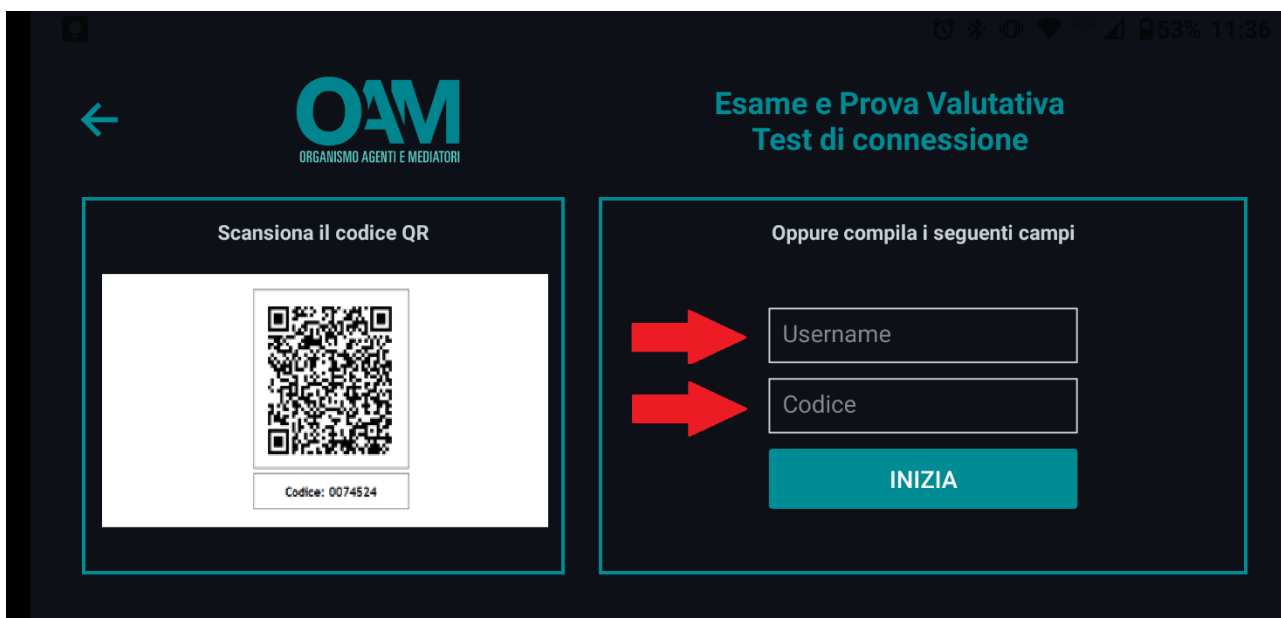 53% 11:36
OAM
ORGANISMO AGENTI E MEDIATORI
Esame e Prova Valutativa
Test di connessione
Scansiona il codice QR
Codice: 0074524
Oppure compila i seguenti campi
Username
Codice
INIZIA